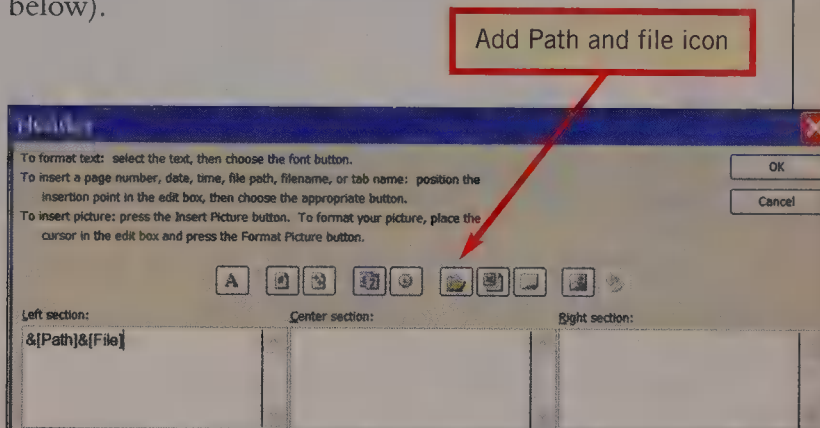 below).
Add Path and file icon
Header
To format text: select the text, then choose the font button.
To insert a page number, date, time, file path, filename, or tab name: position the
insertion point in the edit box, then choose the appropriate button.
To insert picture: press the Insert Picture button. To format your picture, place the
cursor in the edit box and press the Format Picture button.
OK
Cancel
A
Left section:
Center section:
Right section:
&[Path]&[File]